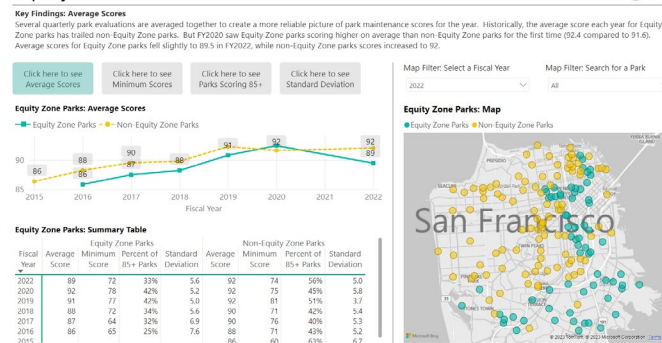 Key Findings: Average Scores
Several quarterly park evaluations are averaged together to create a more reliable picture of park maintenance scores for the year. Historically, the average score each year for Equity
Zone parks has trailed non-Equity Zone parks. But FY2020 saw Equity Zone parks scoring higher on average than non-Equity Zone parks for the first time (92.4 compared to 91.6).
Average scores for Equity Zone parks fell slightly to 89.5 in FY2022, while non-Equity Zone parks scores increased to 92.
Click here to see Click here to see Click here to see Click here to see
Average Scores Minimum Scores Parks Scoring 85+ Standard Deviation
Map Filter: Select a Fiscal Year Map Filter: Search for a Park
2022 All
Equity Zone Parks: Average Scores
Equity Zone Parks Non-Equity Zone Parks
86 88 90 88 91 92 92
86 87 89
90
85
2015 2016 2017 2018 2019 2020 2021 2022
Fiscal Year
Equity Zone Parks: Map
Equity Zone Parks Non-Equity Zone Parks
PRESIDIO
San Francisco
TWIN PEAKS
35
Microsoft Bing
© 2023 TomTom, © 2023 Microsoft Corporation Terms
Equity Zone Parks: Summary Table
Equity Zone Parks Non-Equity Zone Parks
Fiscal Average Minimum Percent of Standard Average Minimum Percent of Standard
Year Score Score 85+ Parks Deviation Score Score 85+ Parks Deviation
2022 89 72 33% 5.6 92 74 56% 5.0
2020 92 78 42% 5.2 92 75 45% 5.8
2019 91 77 42% 5.0 92 81 51% 3.7
2018 88 72 34% 5.6 90 71 42% 5.4
2017 87 64 32% 6.9 90 76 40% 5.3
2016 86 65 25% 7.6 88 71 43% 5.2
2015 86 60 63% 6.7